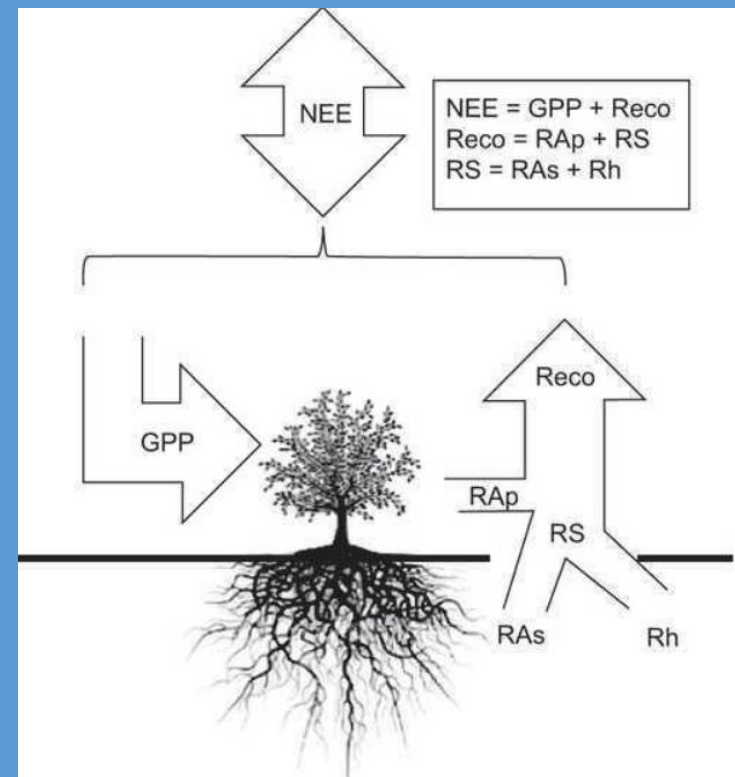 NEE
NEE = GPP + Reco
Reco = RAp + RS
RS = RAs + Rh
GPP
Reco
RAp
RS
RAs
Rh